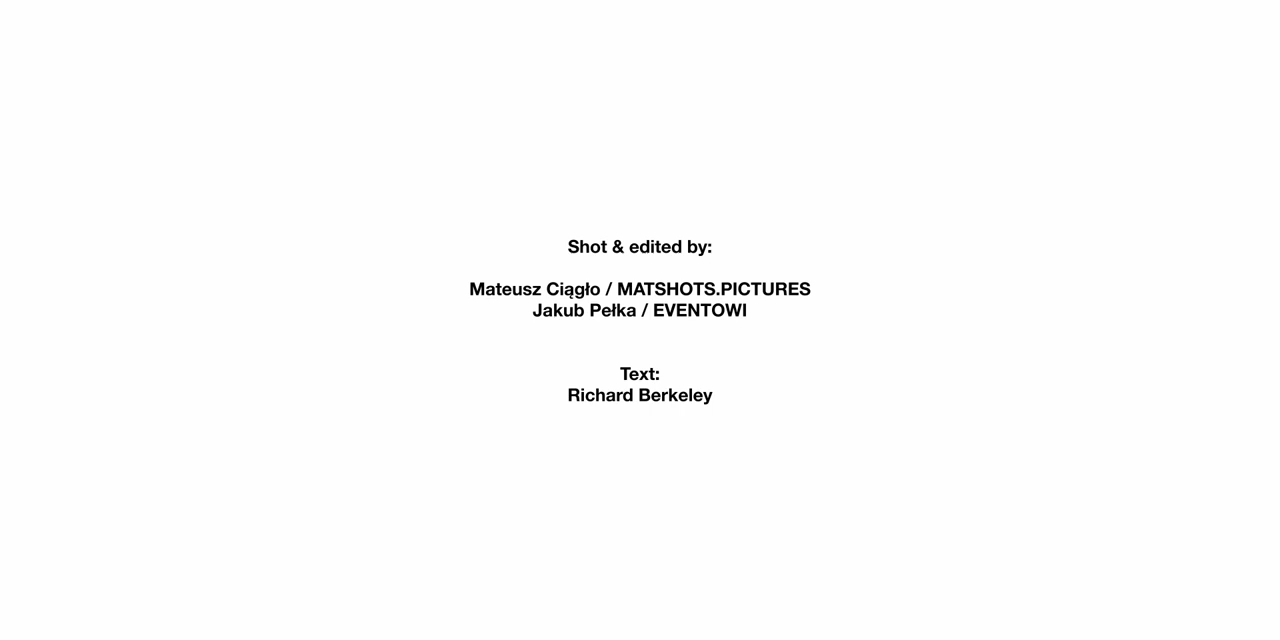 Shot & edited by:
Mateusz Ciągło / MATSHOTS.PICTURES
Jakub Pełka / EVENTOWI
Text:
Richard Berkeley